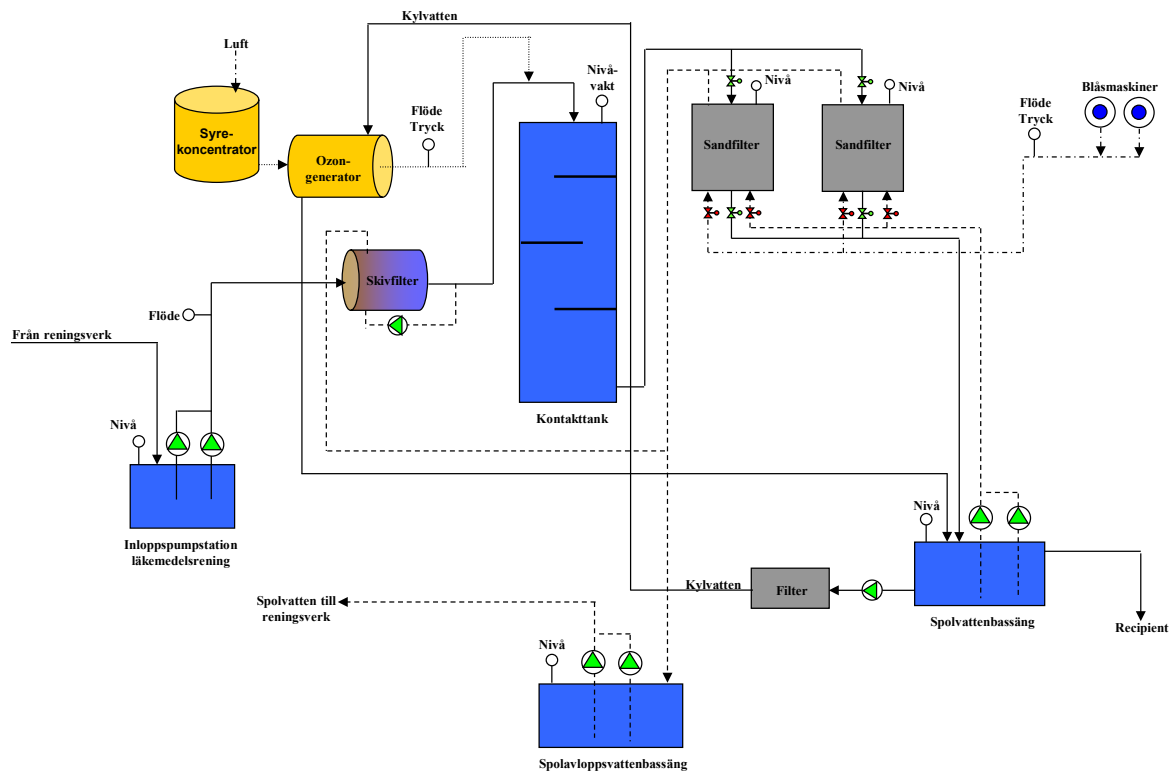 Kylvatten
Luft
Syre-
koncentrator
Ozon-
generator
Flöde
Tryck
Nivå-
vakt
Nivå
Nivå
Sandfilter
Sandfilter
Flöde
Tryck
Blåsmaskiner
Skivfilter
Flöde
Från reningsverk
Nivå
Kontakttank
Inloppspumpstation
läkemedelsrening
Nivå
Kylvatten
Filter
Spolvattenbassäng
Recipient
Spolvatten till
reningsverk
Nivå
Spolavloppsvattenbassäng